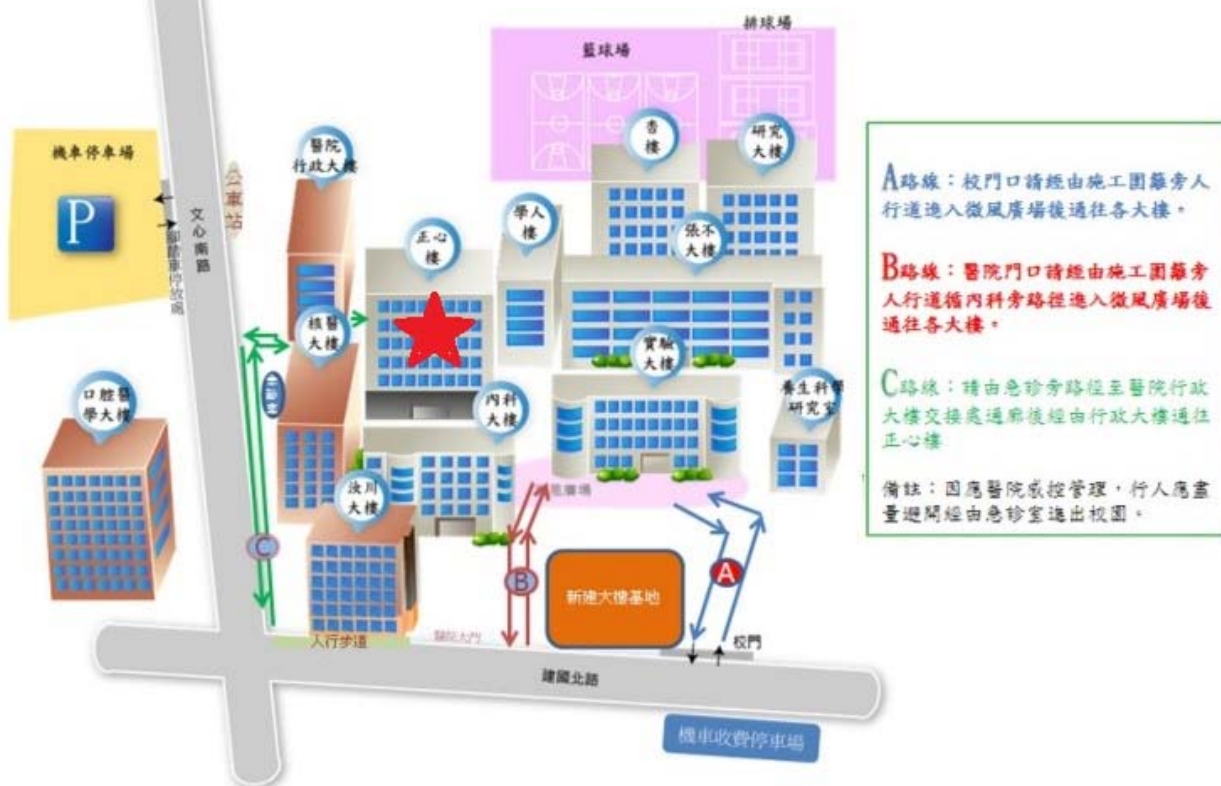 排球場
籃球場
杏
樓
研究
大樓
機車停車場
P
醫院
行政大樓
公車站
文心南路
腳踏車停放處
正心
樓
學人
樓
張不
大樓
核醫
大樓
實驗
大樓
急診室
口腔醫
學大樓
內科
大樓
養生科學
研究室
汝川
大樓
廣場
C
B
A
新建大樓基地
人行步道
醫院大門
校門
建國北路
機車收費停車場
A路線：校門口請經由施工圍籬旁人
行道進入微風廣場後通往各大樓。
B路線：醫院門口請經由施工圍籬旁
人行道循內科旁路徑進入微風廣場後
通往各大樓。
C路線：請由急診旁路徑至醫院行政
大樓交接處通廊後經由行政大樓通往
正心樓
備註：因應醫院感控管理，行人應盡
量避開經由急診室進出校園。